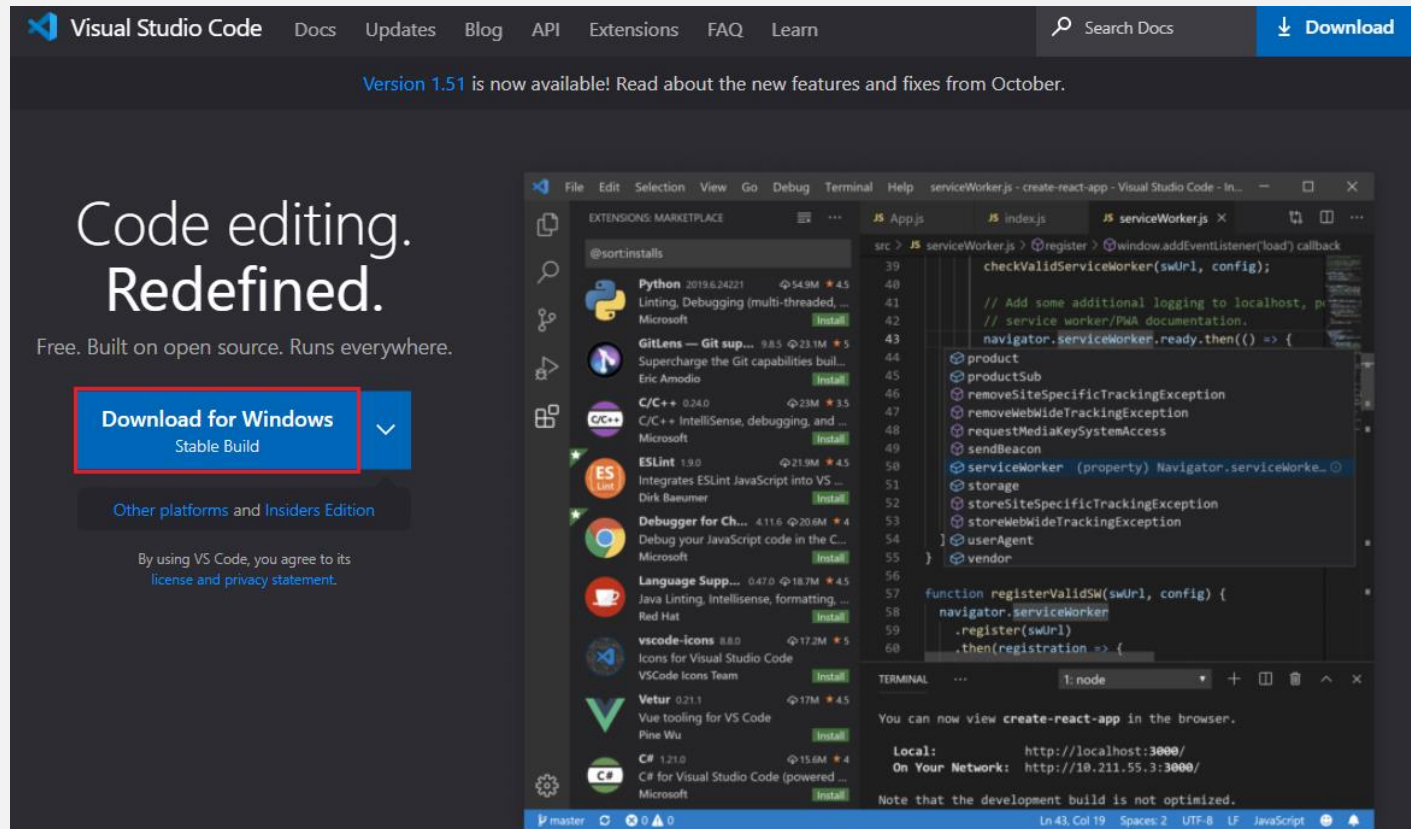 Visual Studio Code Docs Updates Blog API Extensions FAQ Learn Search Docs Download
Version 1.51 is now available! Read about the new features and fixes from October.
Code editing.
Redefined.
Free. Built on open source. Runs everywhere.
Download for Windows
Stable Build
Other platforms and Insiders Edition
By using VS Code, you agree to its
license and privacy statement.
File Edit Selection View Go Debug Terminal Help serviceWorker.js - create-react-app - Visual Studio Code - In...
EXTENSIONS: MARKETPLACE
@sort:installs
Python 2019.6.24221 54.9M ★ 4.5
Linting, Debugging (multi-threaded, ...
Microsoft Install
GitLens — Git sup... 9.8.5 23.1M ★ 5
Supercharge the Git capabilities buil...
Eric Amodio Install
C/C++ C/C++ 0.24.0 23M ★ 3.5
C/C++ IntelliSense, debugging, and ...
Microsoft Install
ES Lint ESLint 1.9.0 21.9M ★ 4.5
Integrates ESLint JavaScript into VS ...
Dirk Baeumer Install
Debugger for Ch... 4.11.6 20.6M ★ 4
Debug your JavaScript code in the C...
Microsoft Install
Language Supp... 0.47.0 18.7M ★ 4.5
Java Linting, Intellisense, formatting, ...
Red Hat Install
vscode-icons 8.8.0 17.2M ★ 5
Icons for Visual Studio Code
VSCode Icons Team Install
Vetur 0.21.1 17M ★ 4.5
Vue tooling for VS Code
Pine Wu Install
C# C# 1.21.0 15.6M ★ 4
C# for Visual Studio Code (powered ...
Microsoft Install
JS App.js JS index.js JS serviceWorker.js ×
src > JS serviceWorker.js > register > window.addEventListener('load') callback
39 checkValidServiceWorker(swUrl, config);
40
41 // Add some additional logging to localhost, p
42 // service worker/PWA documentation.
43 navigator.serviceWorker.ready.then(() => {
44 product
45 productSub
46 removeSiteSpecificTrackingException
47 removeWebWideTrackingException
48 requestMediaKeySystemAccess
49 sendBeacon
50 serviceWorker (property) Navigator.serviceWorke...
51 storage
52 storeSiteSpecificTrackingException
53 storeWebWideTrackingException
54 } userAgent
55 } vendor
56
57 function registerValidSW(swUrl, config) {
58 navigator.serviceWorker
59 .register(swUrl)
60 .then(registration => {
TERMINAL ... 1: node
You can now view create-react-app in the browser.
Local: http://localhost:3000/
On Your Network: http://10.211.55.3:3000/
Note that the development build is not optimized.
master 0 0 Ln 43, Col 19 Spaces: 2 UTF-8 LF JavaScript